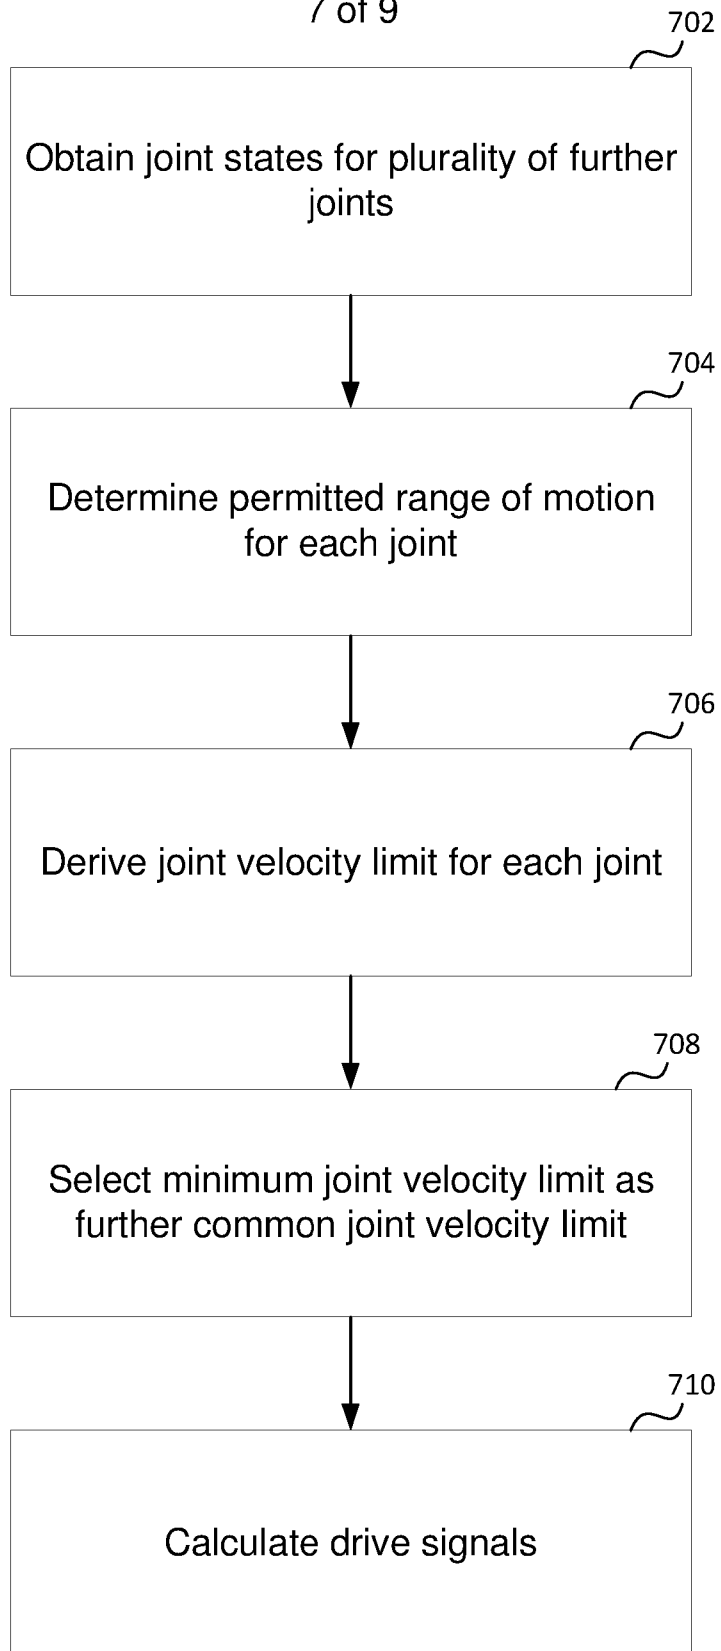 7 of 9
702
Obtain joint states for plurality of further
joints
704
Determine permitted range of motion
for each joint
706
Derive joint velocity limit for each joint
708
Select minimum joint velocity limit as
further common joint velocity limit
710
Calculate drive signals